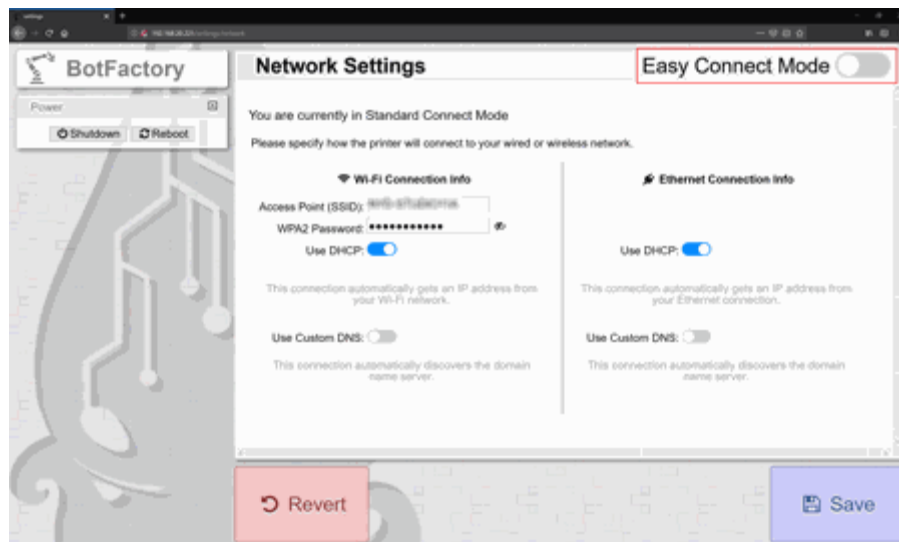 settings
BotFactory
Network Settings
Easy Connect Mode
Power
Shutdown
Reboot
You are currently in Standard Connect Mode
Please specify how the printer will connect to your wired or wireless network.
Wi-Fi Connection Info
Access Point (SSID):
WPA2 Password: •••••••••••
Use DHCP:
This connection automatically gets an IP address from
your Wi-Fi network.
Use Custom DNS:
This connection automatically discovers the domain
name server.
Ethernet Connection Info
Use DHCP:
This connection automatically gets an IP address from
your Ethernet connection.
Use Custom DNS:
This connection automatically discovers the domain
name server.
Revert
Save